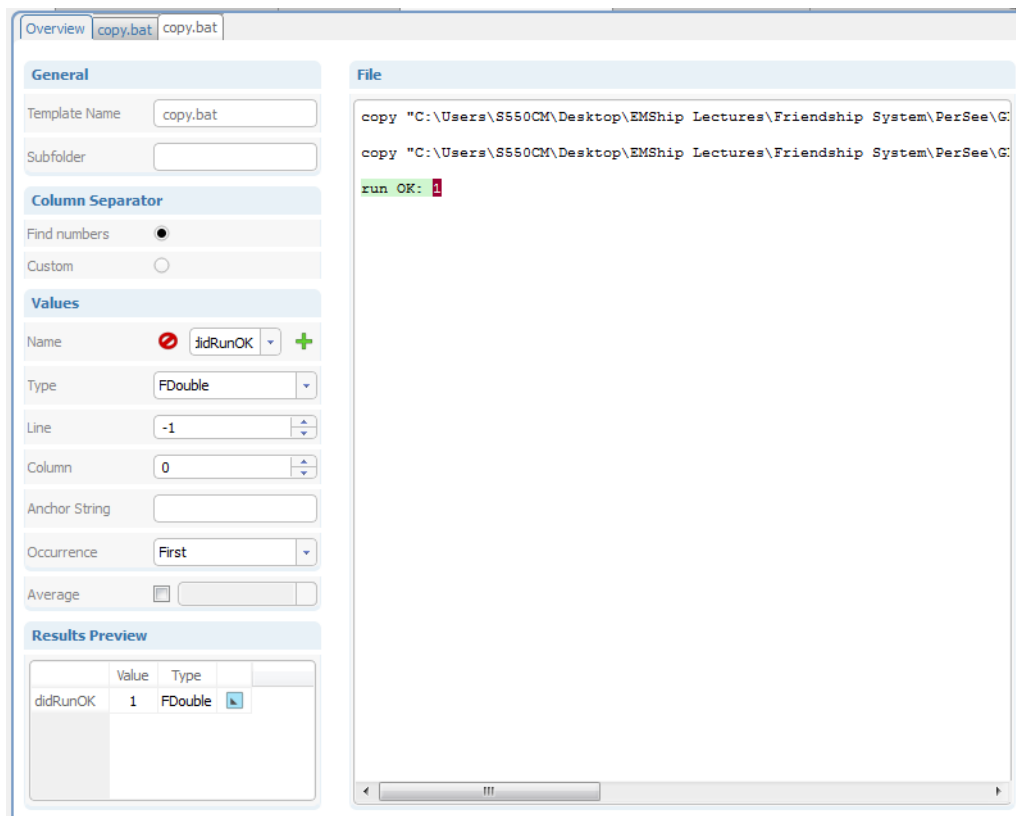 Overview copy.bat copy.bat
General
Template Name copy.bat
Subfolder
Column Separator
Find numbers
Custom
Values
Name didRunOK
Type FDouble
Line -1
Column 0
Anchor String
Occurrence First
Average
Results Preview
Value Type
didRunOK 1 FDouble
File
copy "C:\Users\S550CM\Desktop\EMShip Lectures\Friendship System\PerSee\G
copy "C:\Users\S550CM\Desktop\EMShip Lectures\Friendship System\PerSee\G
run OK: 1